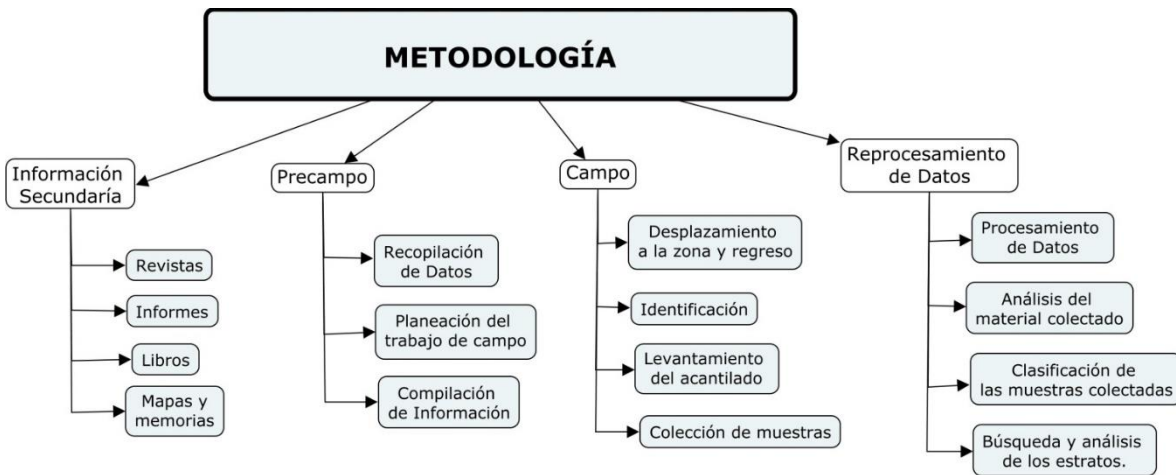 METODOLOGÍA
Información
Secundaría
Revistas
Informes
Libros
Mapas y
memorias
Precampo
Recopilación
de Datos
Planeación del
trabajo de campo
Compilación
de Información
Campo
Desplazamiento
a la zona y regreso
Identificación
Levantamiento
del acantilado
Colección de muestras
Reprocesamiento
de Datos
Procesamiento
de Datos
Análisis del
material colectado
Clasificación de
las muestras colectadas
Búsqueda y análisis
de los estratos.